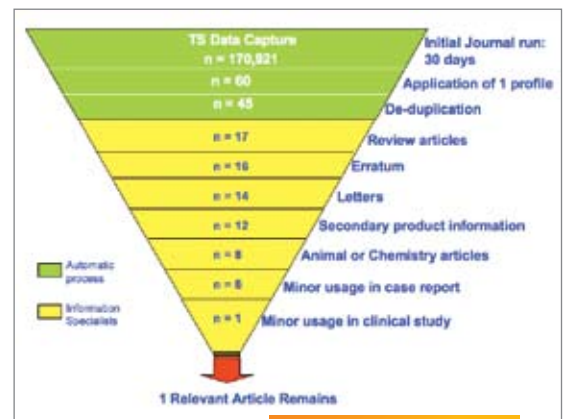 TS Data Capture
n = 170,821
Initial Journal run:
30 days
n = 60
Application of 1 profile
n = 45
De-duplication
n = 17
Review articles
n = 16
Erratum
n = 14
Letters
n = 12
Secondary product information
n = 8
Animal or Chemistry articles
n = 6
Minor usage in case report
n = 1
Minor usage in clinical study
Automatic
process
Information
Specialists
1 Relevant Article Remains